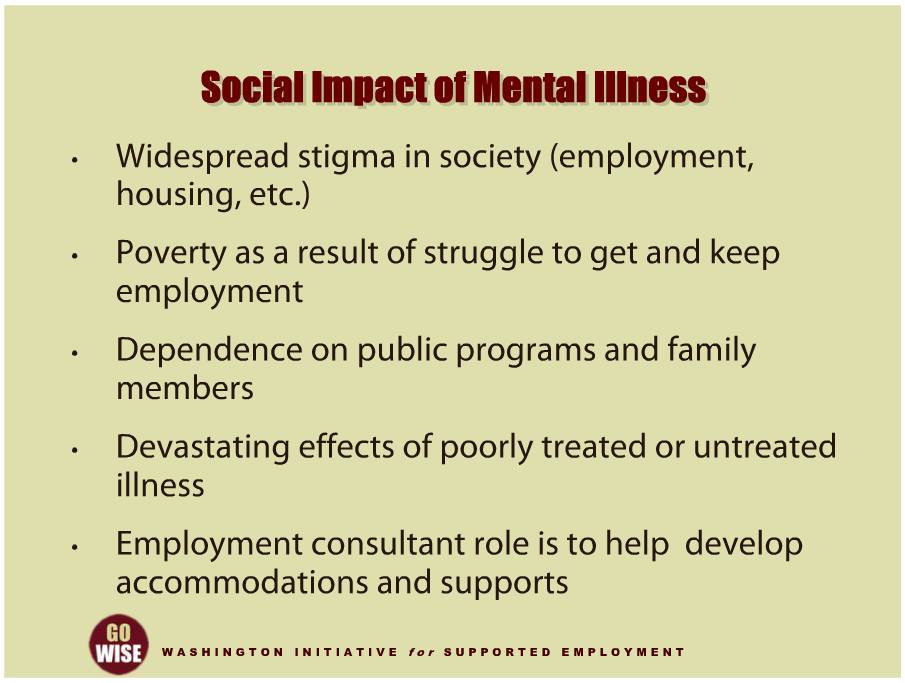 Social Impact of Mental Illness
• Widespread stigma in society (employment,
housing, etc.)
• Poverty as a result of struggle to get and keep
employment
• Dependence on public programs and family
members
• Devastating effects of poorly treated or untreated
illness
• Employment consultant role is to help  develop
accommodations and supports
GO
WISE
WASHINGTON INITIATIVE for SUPPORTED EMPLOYMENT